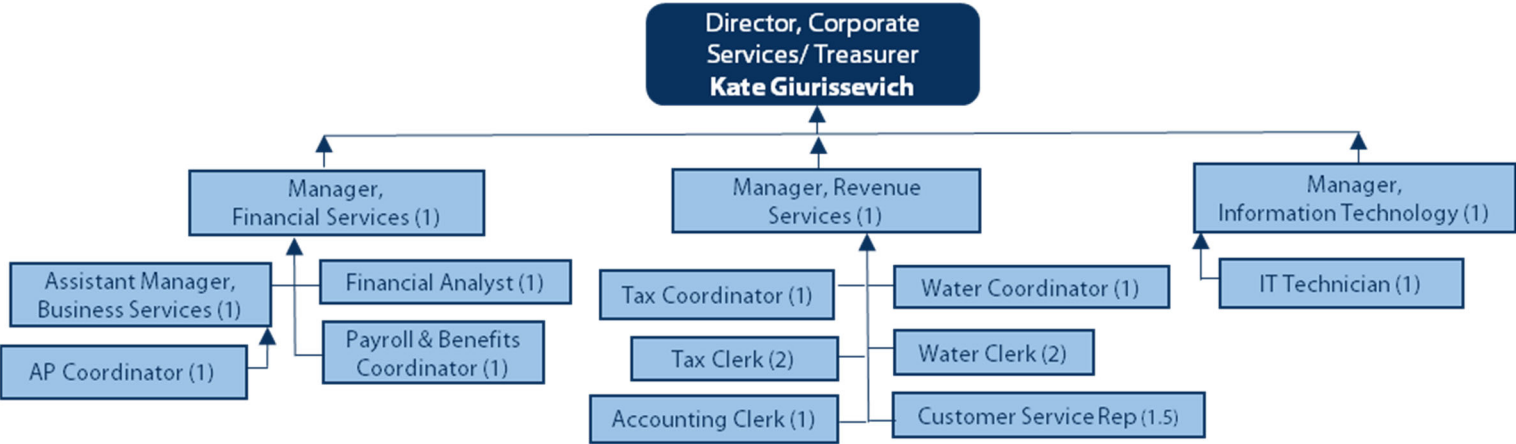 Director, Corporate
Services/ Treasurer
Kate Giurissevich
Manager,
Financial Services (1)
Manager, Revenue
Services (1)
Manager,
Information Technology (1)
Assistant Manager,
Business Services (1)
Financial Analyst (1)
AP Coordinator (1)
Payroll & Benefits
Coordinator (1)
Tax Coordinator (1)
Water Coordinator (1)
Tax Clerk (2)
Water Clerk (2)
Accounting Clerk (1)
Customer Service Rep (1.5)
IT Technician (1)